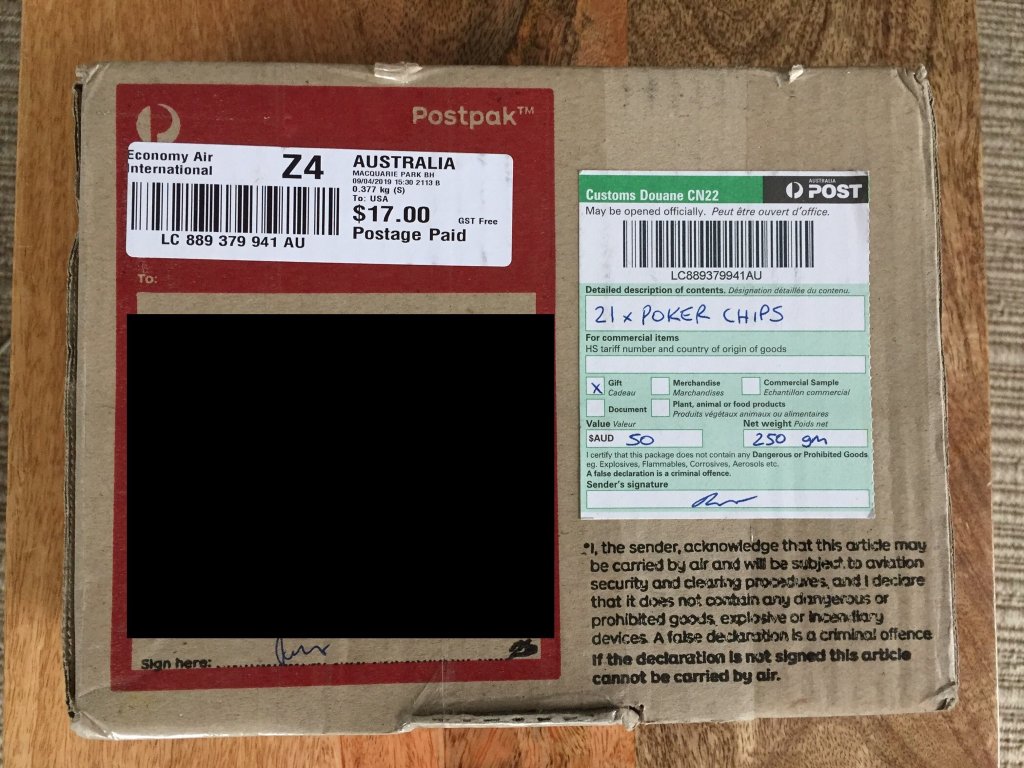 Postpak™
Economy Air
International
Z4
AUSTRALIA
MACQUARIE PARK BH
09/04/2019 15:30 2113 B
0.377 kg (S)
To: USA
$17.00
GST Free
Postage Paid
LC 889 379 941 AU
To:
Sign here:
Customs Douane CN22
AUSTRALIA
POST
May be opened officially. Peut être ouvert d'office.
LC889379941AU
Detailed description of contents. Désignation détaillée du contenu.
21 x POKER CHIPS
For commercial items
HS tariff number and country of origin of goods
X Gift Merchandise Commercial Sample
Cadeau Marchandises Echantillon commercial
Document Plant, animal or food products
Produits végétaux animaux ou alimentaires
Value Valeur Net weight Poids net
$AUD 50 250 gm
I certify that this package does not contain any Dangerous or Prohibited Goods
eg. Explosives, Flammables, Corrosives, Aerosols etc.
A false declaration is a criminal offence.
Sender's signature
"I, the sender, acknowledge that this article may
be carried by air and will be subject to aviation
security and clearing procedures, and I declare
that it does not contain any dangerous or
prohibited goods, explosive or incendiary
devices. A false declaration is a criminal offence
If the declaration is not signed this article
cannot be carried by air.